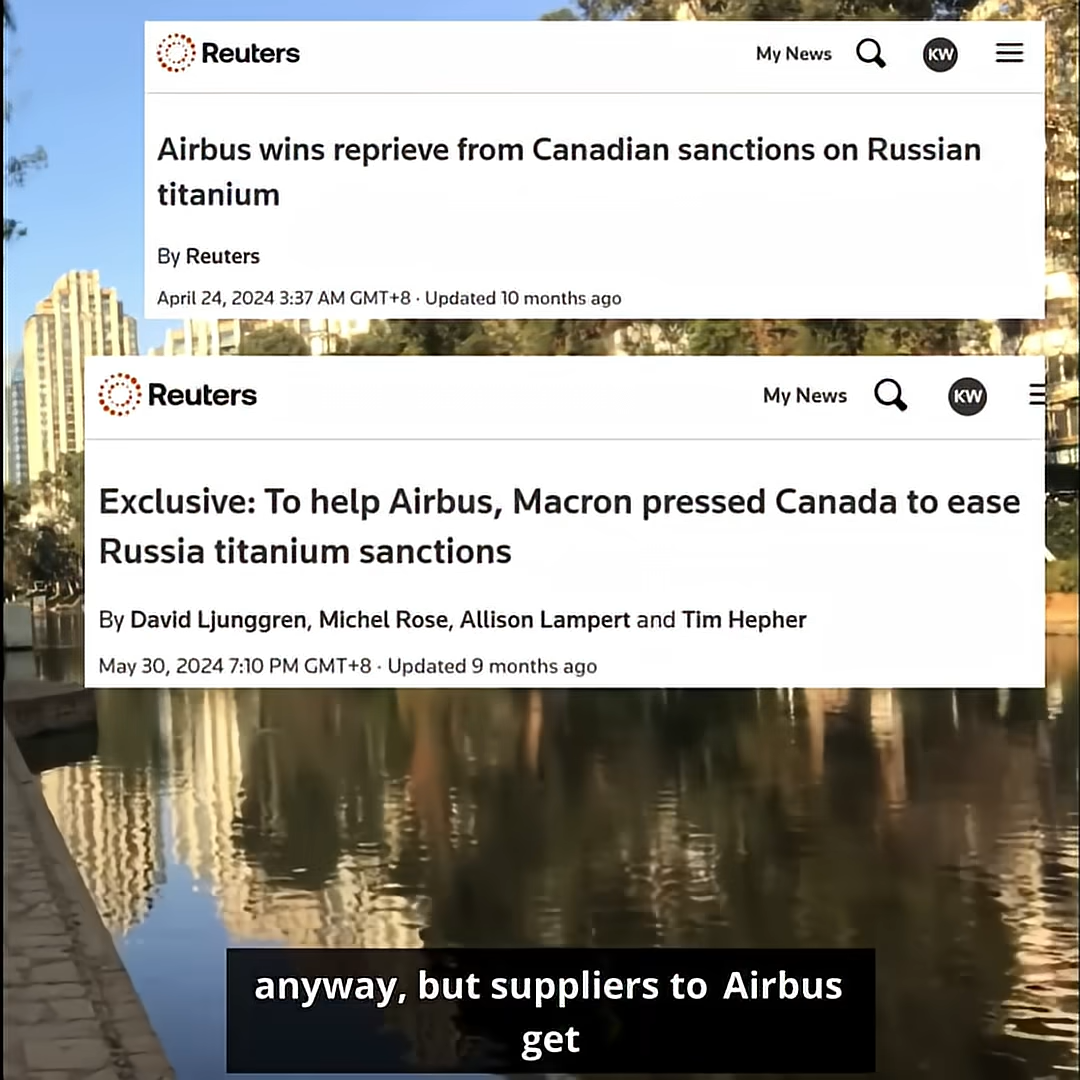 Reuters
My News
KW
Airbus wins reprieve from Canadian sanctions on Russian
titanium
By Reuters
April 24, 2024 3:37 AM GMT+8 · Updated 10 months ago
Reuters
My News
KW
Exclusive: To help Airbus, Macron pressed Canada to ease
Russia titanium sanctions
By David Ljunggren, Michel Rose, Allison Lampert and Tim Hepher
May 30, 2024 7:10 PM GMT+8 · Updated 9 months ago
anyway, but suppliers to Airbus
get